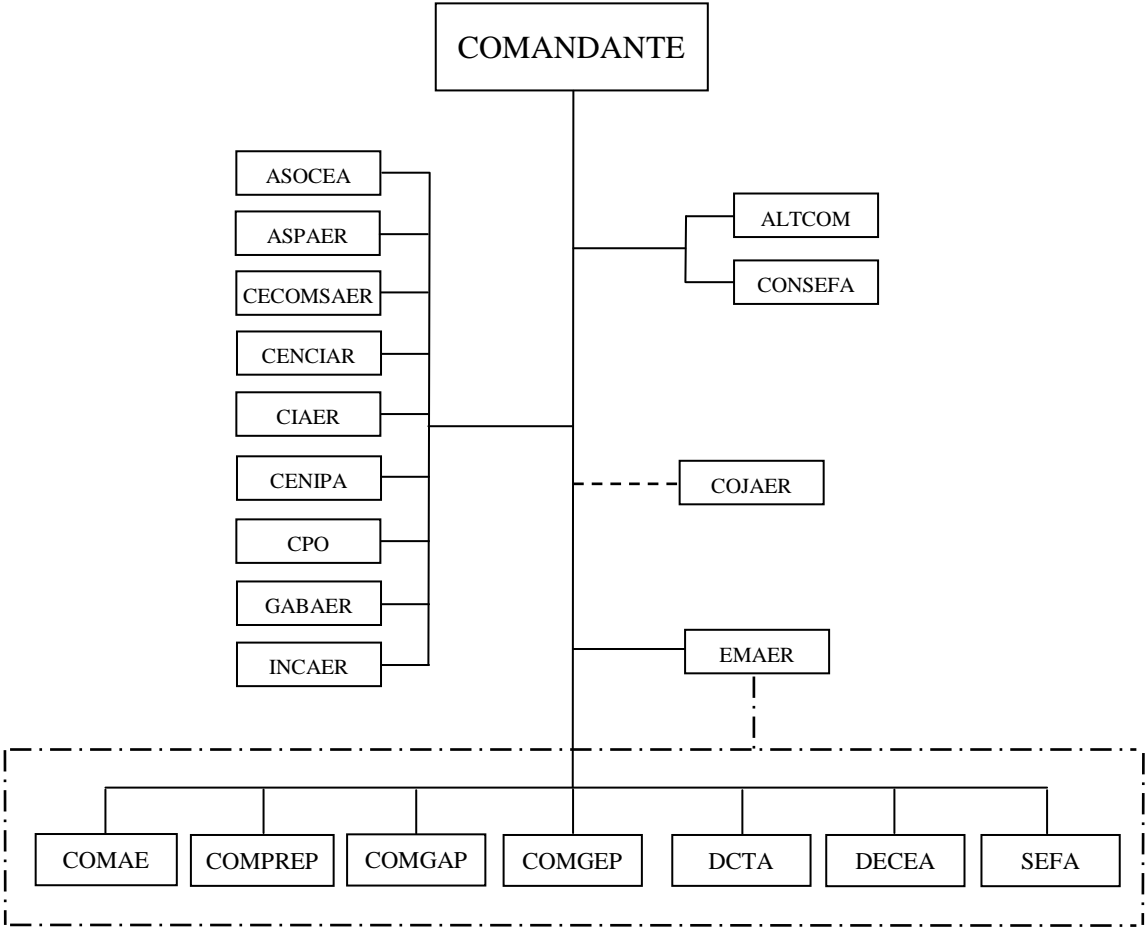 COMANDANTE
ASOCEA
ASPAER
CECOMSAER
CENCIAR
CIAER
CENIPA
CPO
GABAER
INCAER
ALTCOM
CONSEFA
COJAER
EMAER
COMAE
COMPREP
COMGAP
COMGEP
DCTA
DECEA
SEFA